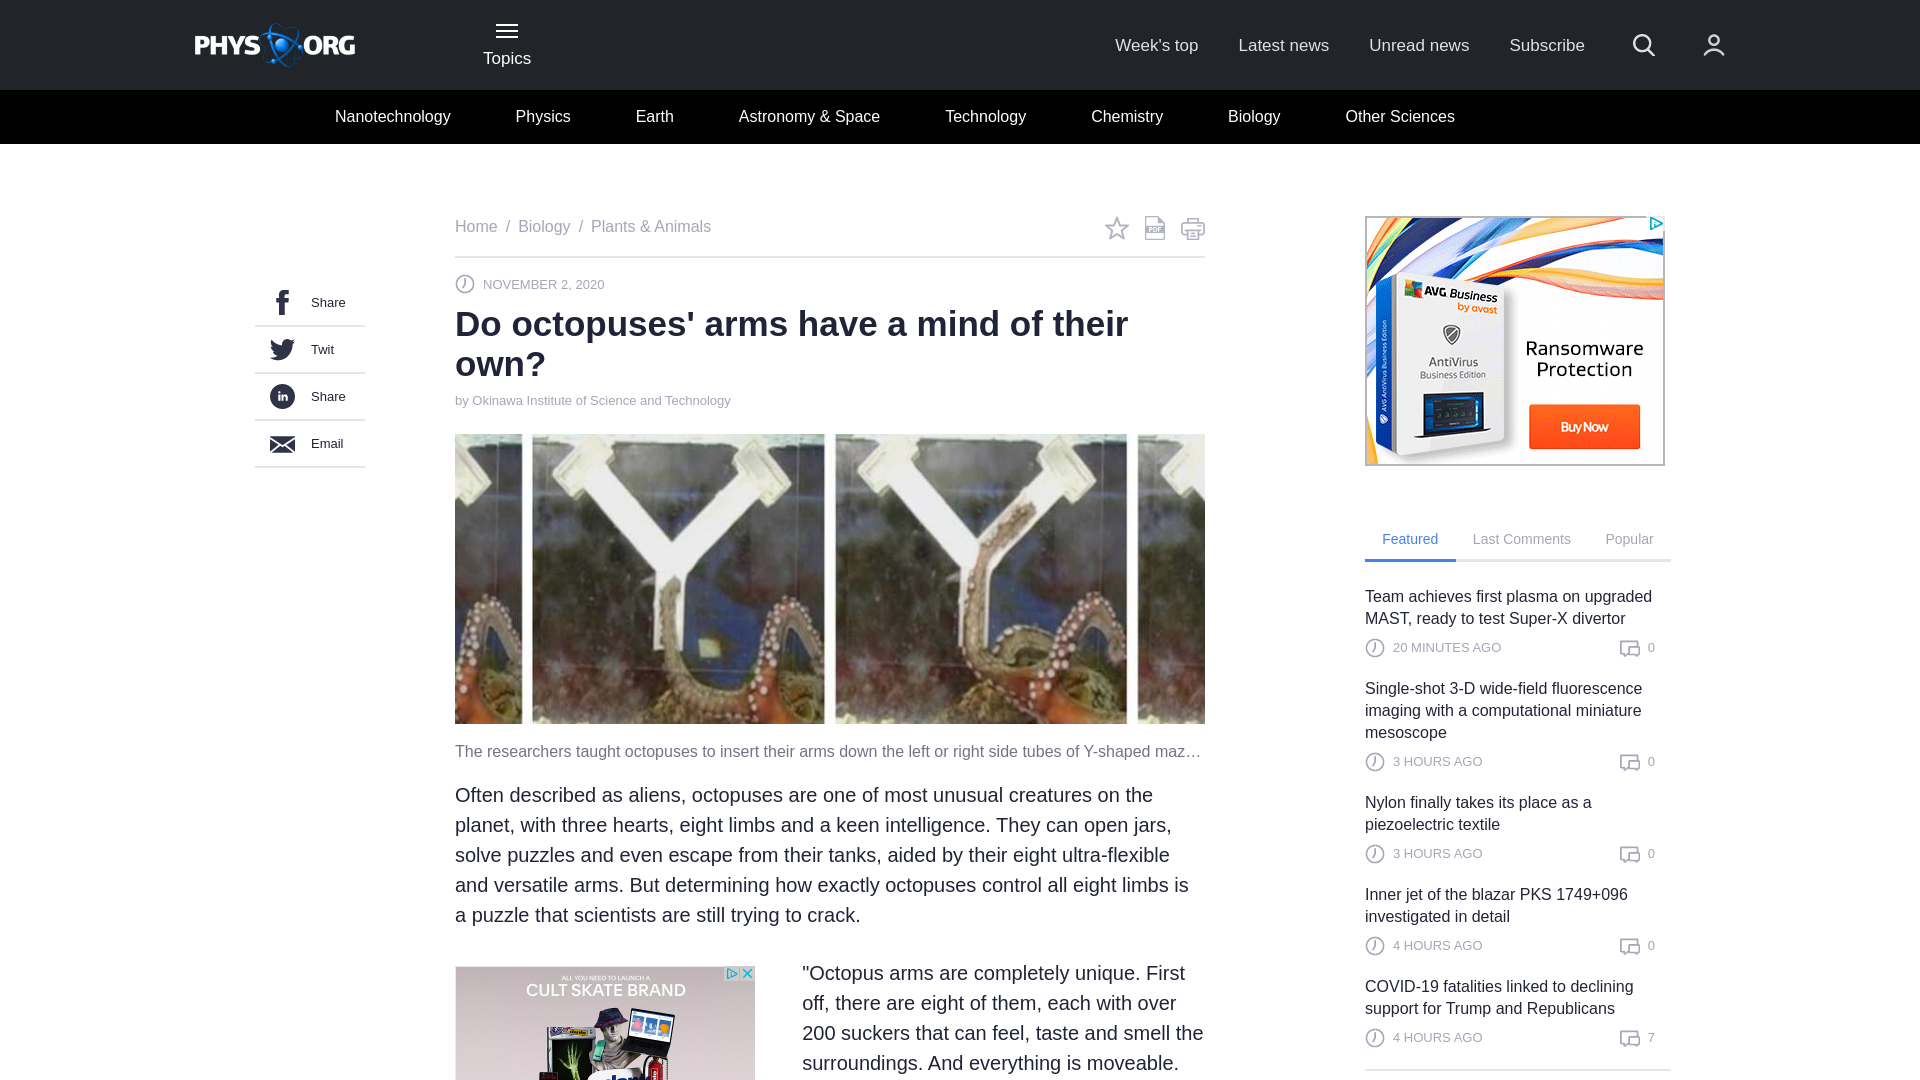 PHYS ORG
Topics
Week's top
Latest news
Unread news
Subscribe
Nanotechnology
Physics
Earth
Astronomy & Space
Technology
Chemistry
Biology
Other Sciences
Home / Biology / Plants & Animals
PDF
NOVEMBER 2, 2020
Do octopuses' arms have a mind of their
own?
by Okinawa Institute of Science and Technology
Share
Twit
in
Share
Email
The researchers taught octopuses to insert their arms down the left or right side tubes of Y-shaped maz…
Often described as aliens, octopuses are one of most unusual creatures on the
planet, with three hearts, eight limbs and a keen intelligence. They can open jars,
solve puzzles and even escape from their tanks, aided by their eight ultra-flexible
and versatile arms. But determining how exactly octopuses control all eight limbs is
a puzzle that scientists are still trying to crack.
ALL YOU NEED TO LAUNCH A
CULT SKATE BRAND
"Octopus arms are completely unique. First
off, there are eight of them, each with over
200 suckers that can feel, taste and smell the
surroundings. And everything is moveable.
AVG Business
by avast
AntiVirus
Business Edition
AVG AntiVirus Business Edition
Ransomware
Protection
Buy Now
Featured
Last Comments
Popular
Team achieves first plasma on upgraded
MAST, ready to test Super-X divertor
20 MINUTES AGO
0
Single-shot 3-D wide-field fluorescence
imaging with a computational miniature
mesoscope
3 HOURS AGO
0
Nylon finally takes its place as a
piezoelectric textile
3 HOURS AGO
0
Inner jet of the blazar PKS 1749+096
investigated in detail
4 HOURS AGO
0
COVID-19 fatalities linked to declining
support for Trump and Republicans
4 HOURS AGO
7